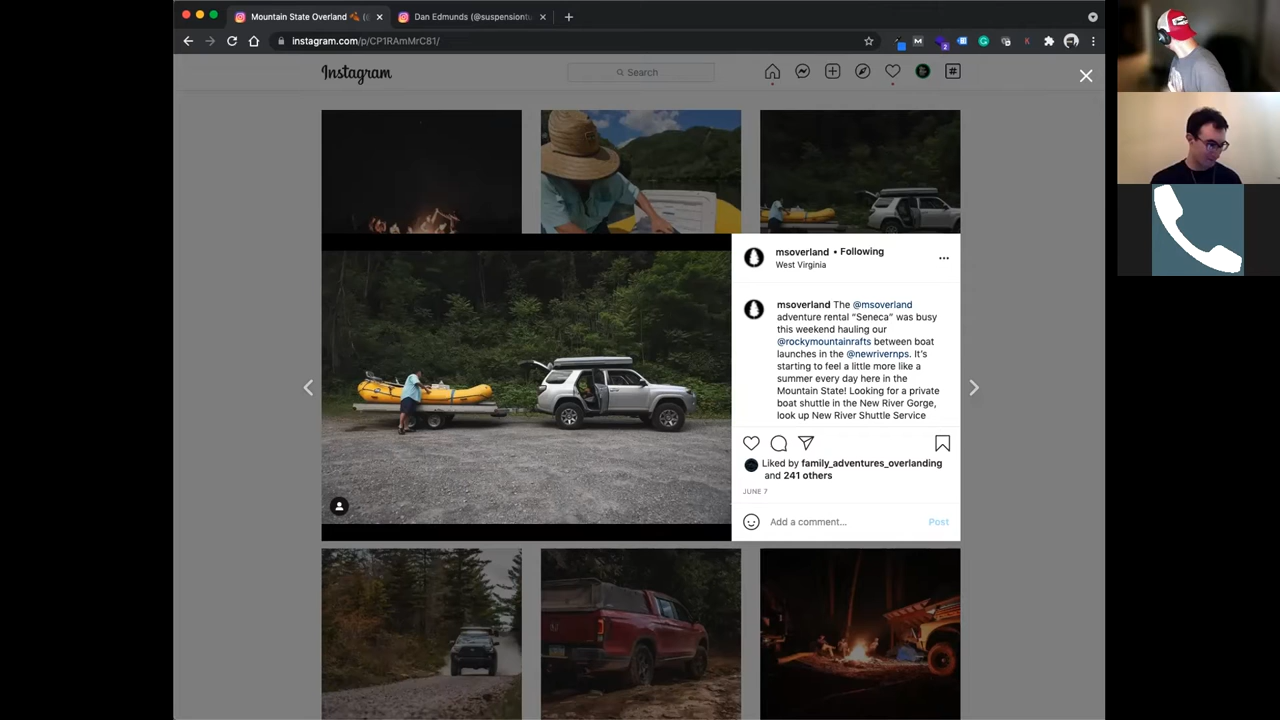 Mountain State Overland
Dan Edmunds (@suspensiontu
instagram.com/p/CP1RAmMrC81/
2
Instagram
Search
msoverland • Following
West Virginia
msoverland The @msoverland
adventure rental “Seneca” was busy
this weekend hauling our
@rockymountainrafts between boat
launches in the @newrivernps. It’s
starting to feel a little more like a
summer every day here in the
Mountain State! Looking for a private
boat shuttle in the New River Gorge,
look up New River Shuttle Service
Liked by family_adventures_overlanding
and 241 others
JUNE 7
Add a comment...
Post